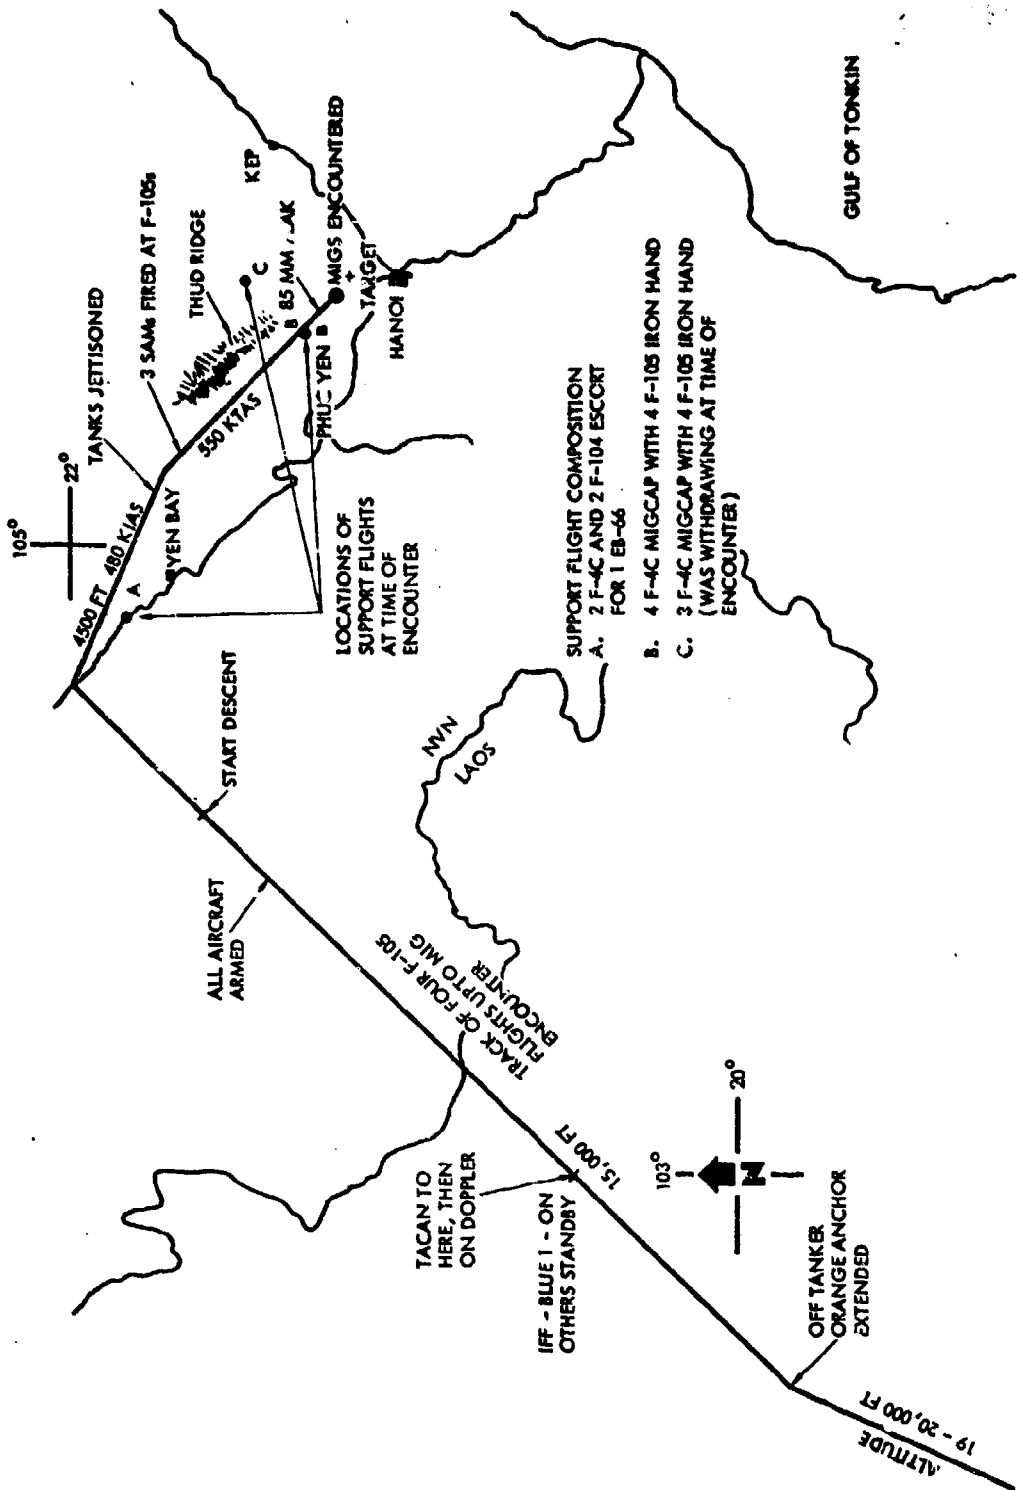 105°
22°
TANKS JETTISONED
3 SAMs FIRED AT F-105s
THUD RIDGE
KEP
4500 FT 480 KIAS
550 KTAS
A
YEN BAY
C
B 85 MM
MIGS ENCOUNTERED
PHUC YEN
B
TARGET
HANOI
LOCATIONS OF
SUPPORT FLIGHTS
AT TIME OF
ENCOUNTER
START DESCENT
ALL AIRCRAFT
ARMED
NVN
LAOS
GULF OF TONKIN
SUPPORT FLIGHT COMPOSITION
A. 2 F-4C AND 2 F-104 ESCORT
FOR 1 EB-66
B. 4 F-4C MIGCAP WITH 4 F-105 IRON HAND
C. 3 F-4C MIGCAP WITH 4 F-105 IRON HAND
(WAS WITHDRAWING AT TIME OF
ENCOUNTER)
TRACK OF FOUR F-105
FLIGHTS UP TO MIG
ENCOUNTER
TACAN TO
HERE, THEN
ON DOPPLER
15,000 FT
IFF - BLUE 1 - ON
OTHERS STANDBY
103°
20°
N
OFF TANKER
ORANGE ANCHOR
EXTENDED
19 - 20,000 FT
ALTITUDE